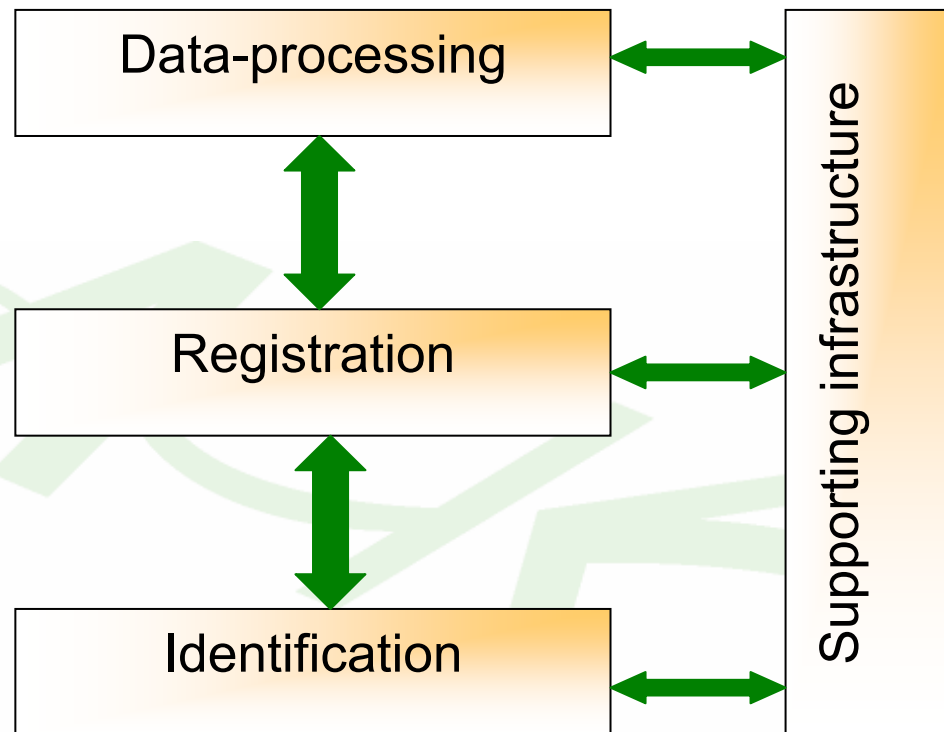 Data-processing
Registration
Identification
Supporting infrastructure